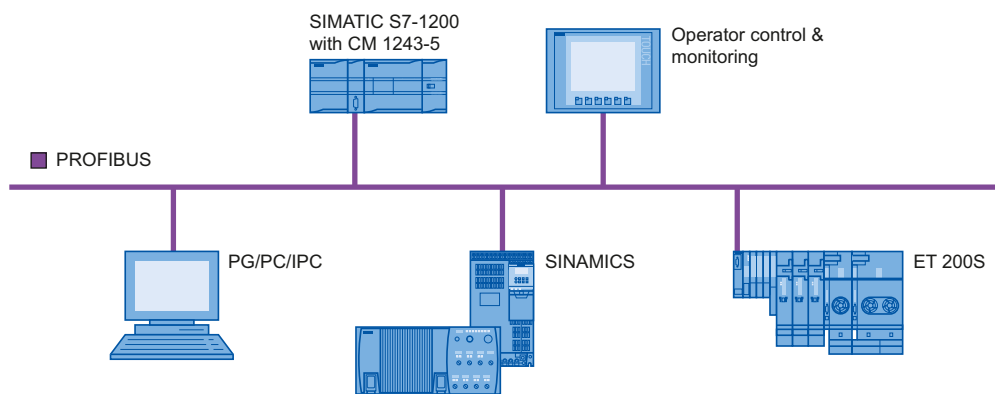 SIMATIC S7-1200
with CM 1243-5
Operator control &
monitoring
PROFIBUS
PG/PC/IPC
SINAMICS
ET 200S